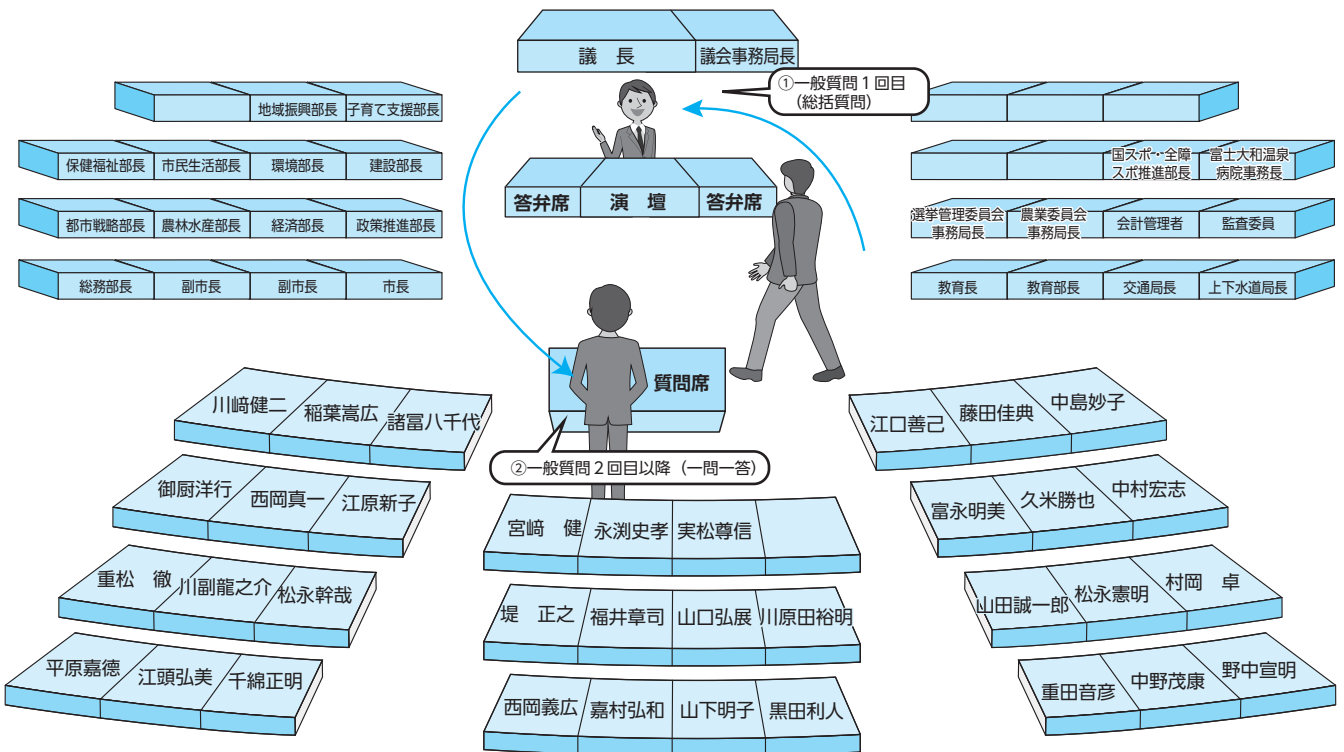 議　長
議会事務局長
①一般質問１回目
（総括質問）
地域振興部長
子育て支援部長
保健福祉部長
市民生活部長
環境部長
建設部長
都市戦略部長
農林水産部長
経済部長
政策推進部長
総務部長
副市長
副市長
市長
答弁席
演　壇
答弁席
国スポ・全障
スポ推進部長
富士大和温泉
病院事務長
選挙管理委員会
事務局長
農業委員会
事務局長
会計管理者
監査委員
教育長
教育部長
交通局長
上下水道局長
質問席
②一般質問２回目以降（一問一答）
川﨑健二
稲葉嵩広
諸冨八千代
御厨洋行
西岡真一
江原新子
重松　徹
川副龍之介
松永幹哉
平原嘉德
江頭弘美
千綿正明
宮﨑　健
永渕史孝
実松尊信
堤　正之
福井章司
山口弘展
川原田裕明
西岡義広
嘉村弘和
山下明子
黒田利人
江口善己
藤田佳典
中島妙子
富永明美
久米勝也
中村宏志
山田誠一郎
松永憲明
村岡　卓
重田音彦
中野茂康
野中宣明